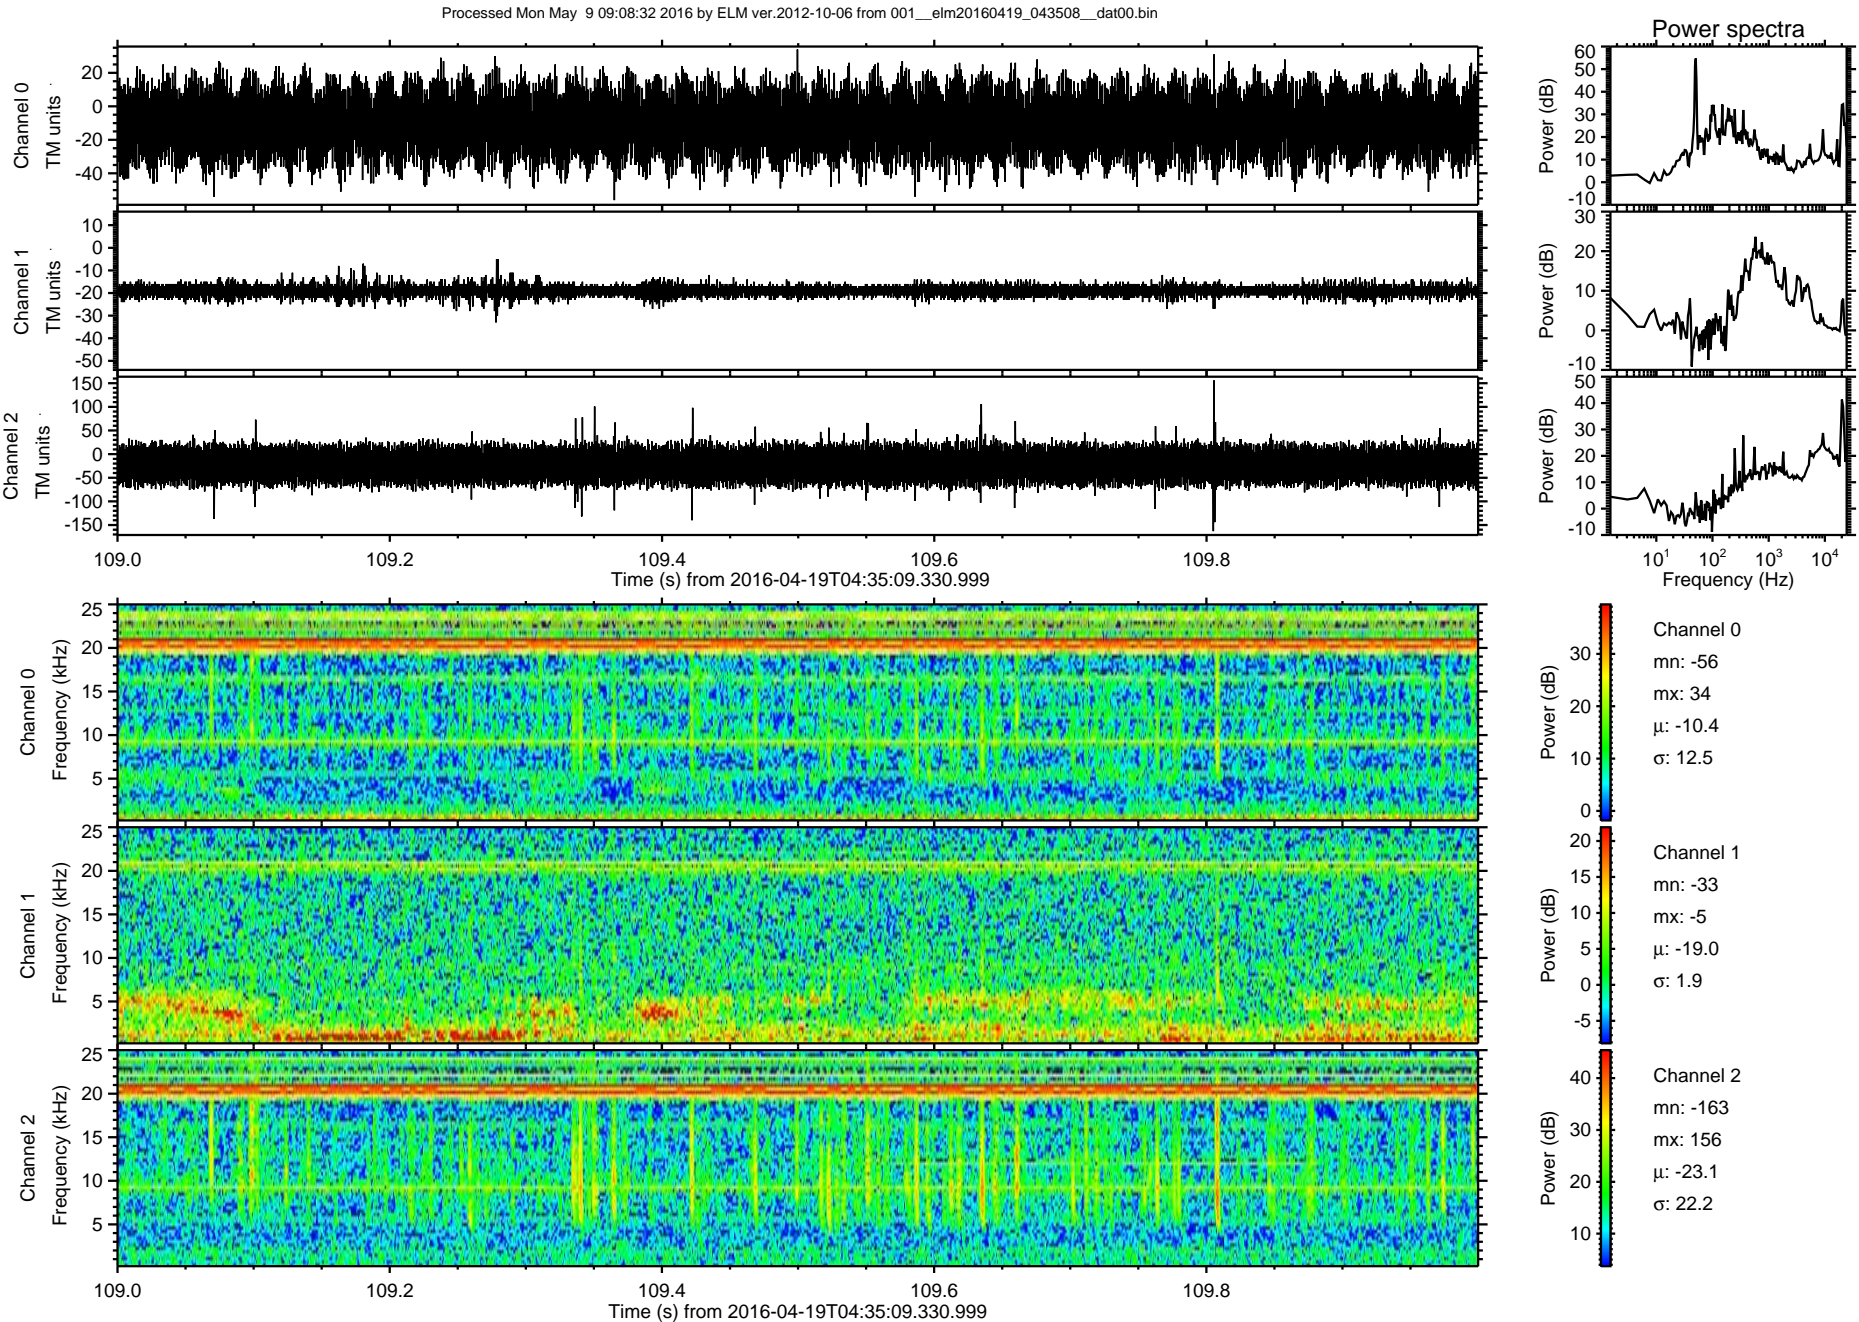 Processed Mon May  9 09:08:32 2016 by ELM ver.2012-10-06 from 001__elm20160419_043508__dat00.bin
Power spectra
Channel 0
TM units
20
0
-20
-40
Power (dB)
60
50
40
30
20
10
0
-10
Channel 1
TM units
10
0
-10
-20
-30
-40
-50
Power (dB)
30
20
10
0
-10
Channel 2
TM units
150
100
50
0
-50
-100
-150
Power (dB)
50
40
30
20
10
0
-10
109.0 109.2 109.4 109.6 109.8
Time (s) from 2016-04-19T04:35:09.330.999
10¹ 10² 10³ 10⁴
Frequency (Hz)
Channel 0
Frequency (kHz)
25
20
15
10
5
Power (dB)
30
20
10
0
Channel 0
mn: -56
mx: 34
µ: -10.4
σ: 12.5
Channel 1
Frequency (kHz)
25
20
15
10
5
Power (dB)
20
15
10
5
0
-5
Channel 1
mn: -33
mx: -5
µ: -19.0
σ: 1.9
Channel 2
Frequency (kHz)
25
20
15
10
5
Power (dB)
40
30
20
10
Channel 2
mn: -163
mx: 156
µ: -23.1
σ: 22.2
109.0 109.2 109.4 109.6 109.8
Time (s) from 2016-04-19T04:35:09.330.999